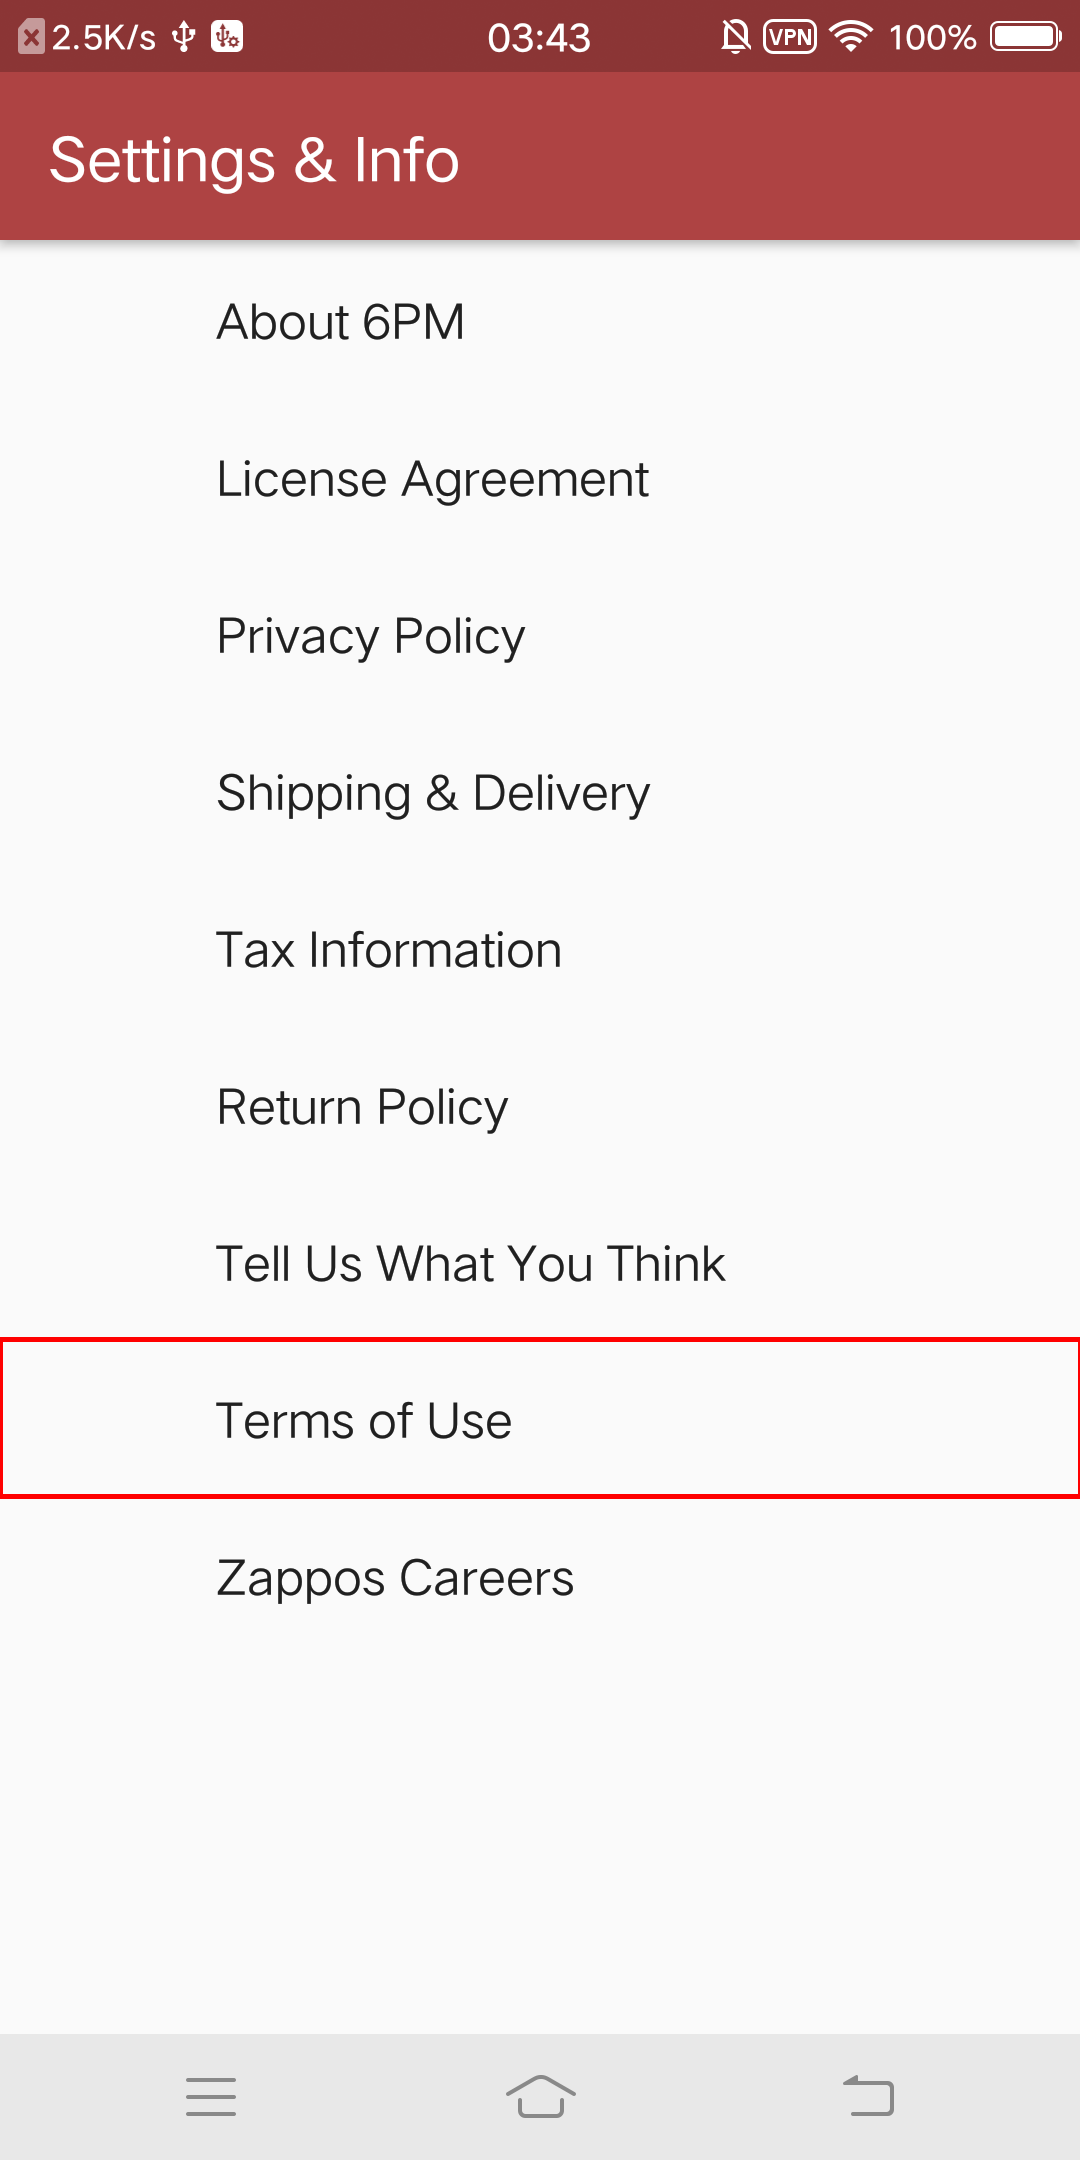 2.5K/s 03:43 VPN 100%
Settings & Info
About 6PM
License Agreement
Privacy Policy
Shipping & Delivery
Tax Information
Return Policy
Tell Us What You Think
Terms of Use
Zappos Careers